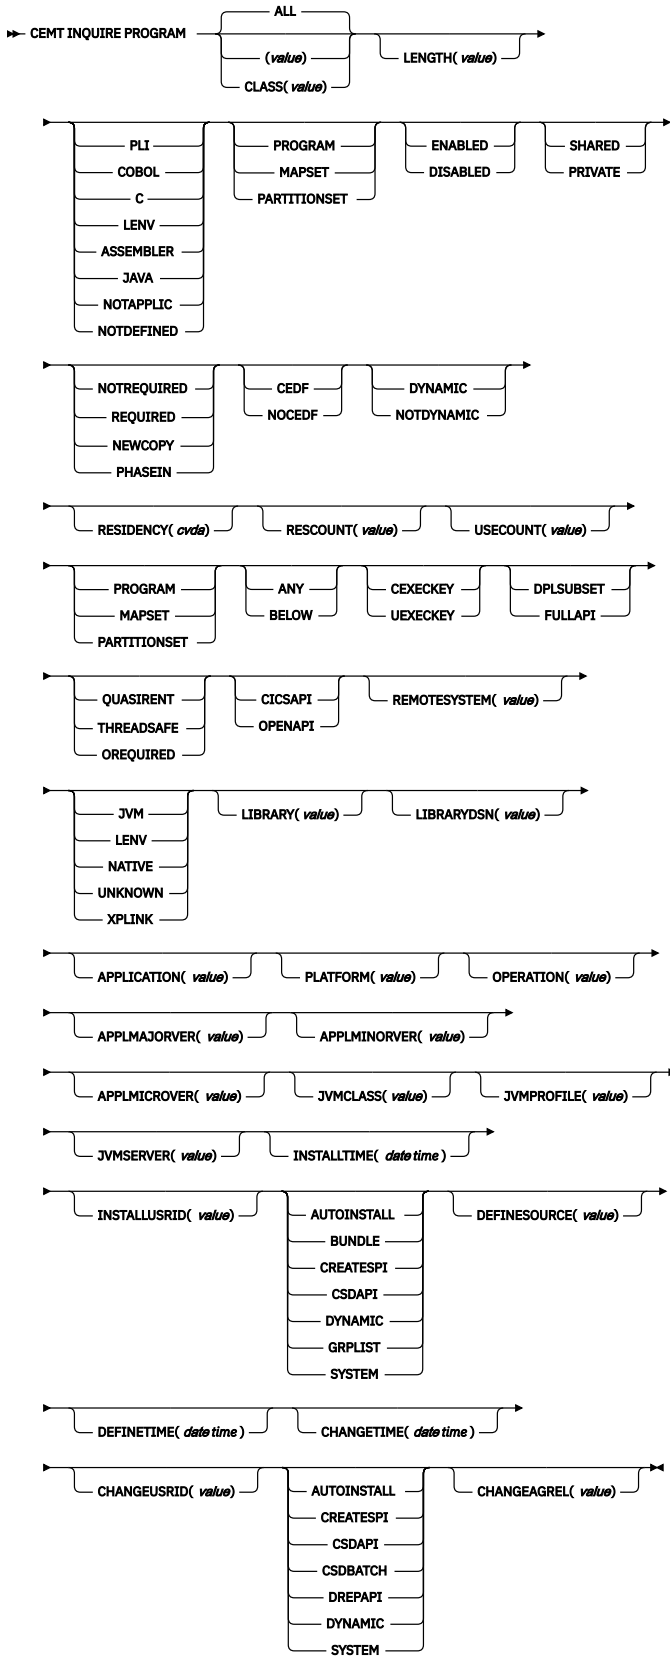 ALL
CEMT INQUIRE PROGRAM
(value)
LENGTH( value)
CLASS( value)
PLI PROGRAM ENABLED SHARED
COBOL MAPSET DISABLED PRIVATE
C PARTITIONSET
LENV
ASSEMBLER
JAVA
NOTAPPLIC
NOTDEFINED
NOTREQUIRED CEDF DYNAMIC
REQUIRED NOCEDF NOTDYNAMIC
NEWCOPY
PHASEIN
RESIDENCY( cvda) RESCOUNT( value) USECOUNT( value)
PROGRAM ANY CEXECKEY DPLSUBSET
MAPSET BELOW UEXECKEY FULLAPI
PARTITIONSET
QUASIRENT CICSAPI REMOTESYSTEM( value)
THREADSAFE OPENAPI
OREQUIRED
JVM LIBRARY( value) LIBRARYDSN( value)
LENV
NATIVE
UNKNOWN
XPLINK
APPLICATION( value) PLATFORM( value) OPERATION( value)
APPLMAJORVER( value) APPLMINORVER( value)
APPLMICROVER( value) JVMCLASS( value) JVMPROFILE( value)
JVMSERVER( value) INSTALLTIME( date time )
INSTALLUSRID( value) AUTOINSTALL DEFINESOURCE( value)
BUNDLE
CREATESPI
CSDAPI
DYNAMIC
GRPLIST
SYSTEM
DEFINETIME( date time ) CHANGETIME( date time )
CHANGEUSRID( value) AUTOINSTALL CHANGEAGREL( value)
CREATESPI
CSDAPI
CSDBATCH
DREPAPI
DYNAMIC
SYSTEM